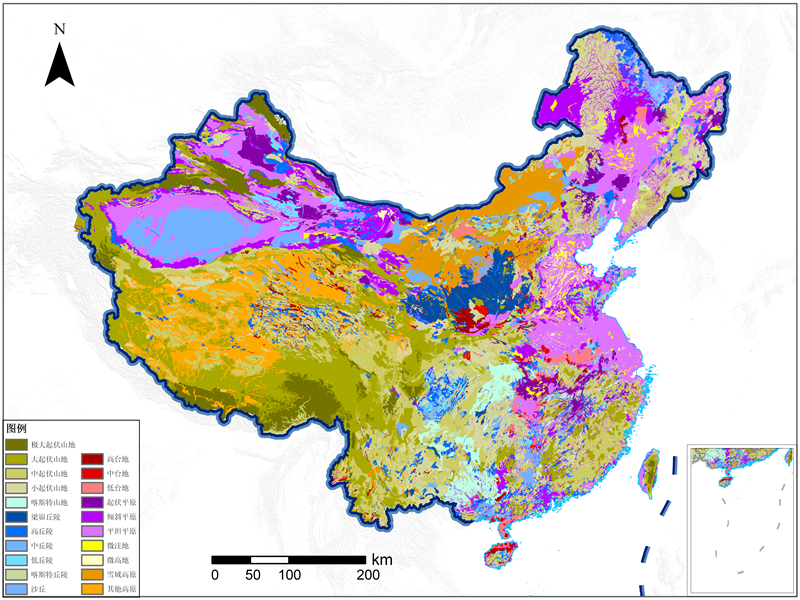 N
图例
极大起伏山地
大起伏山地
中起伏山地
小起伏山地
喀斯特山地
梁峁丘陵
高丘陵
中丘陵
低丘陵
喀斯特丘陵
沙丘
高台地
中台地
低台地
起伏平原
倾斜平原
平坦平原
微洼地
微高地
雪域高原
其他高原
km
0 50 100 200